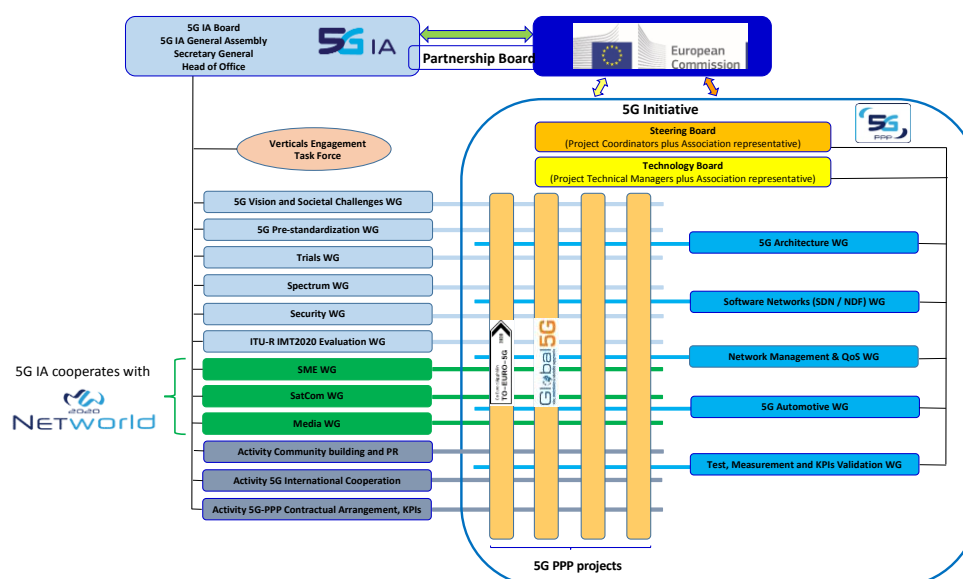 5G IA Board
5G IA General Assembly
Secretary General
Head of Office
5G IA
Partnership Board
European
Commission
5G Initiative
5G
PPP
Steering Board
(Project Coordinators plus Association representative)
Technology Board
(Project Technical Managers plus Association representative)
Verticals Engagement
Task Force
5G Vision and Societal Challenges WG
5G Pre-standardization WG
Trials WG
Spectrum WG
Security WG
ITU-R IMT2020 Evaluation WG
SME WG
SatCom WG
Media WG
Activity Community building and PR
Activity 5G International Cooperation
Activity 5G-PPP Contractual Arrangement, KPIs
5G IA cooperates with
2020
NETWorld
TO-EURO-5G
Global5G
5G Architecture WG
Software Networks (SDN / NDF) WG
Network Management & QoS WG
5G Automotive WG
Test, Measurement and KPIs Validation WG
5G PPP projects